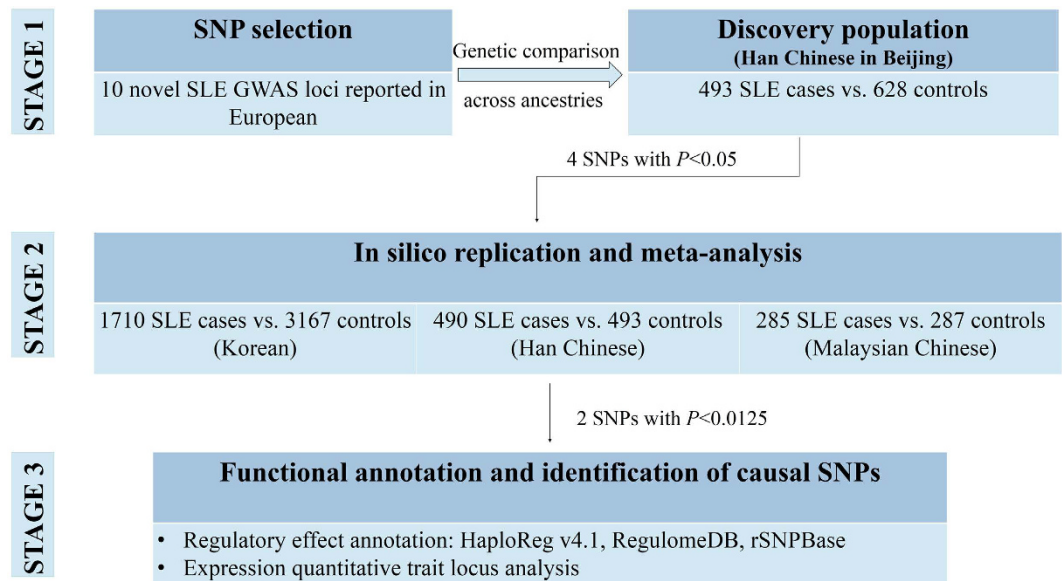 STAGE 1
SNP selection
10 novel SLE GWAS loci reported in
European
Genetic comparison
across ancestries
Discovery population
(Han Chinese in Beijing)
493 SLE cases vs. 628 controls
4 SNPs with P<0.05
STAGE 2
In silico replication and meta-analysis
1710 SLE cases vs. 3167 controls
(Korean)
490 SLE cases vs. 493 controls
(Han Chinese)
285 SLE cases vs. 287 controls
(Malaysian Chinese)
2 SNPs with P<0.0125
STAGE 3
Functional annotation and identification of causal SNPs
• Regulatory effect annotation: HaploReg v4.1, RegulomeDB, rSNPBase
• Expression quantitative trait locus analysis